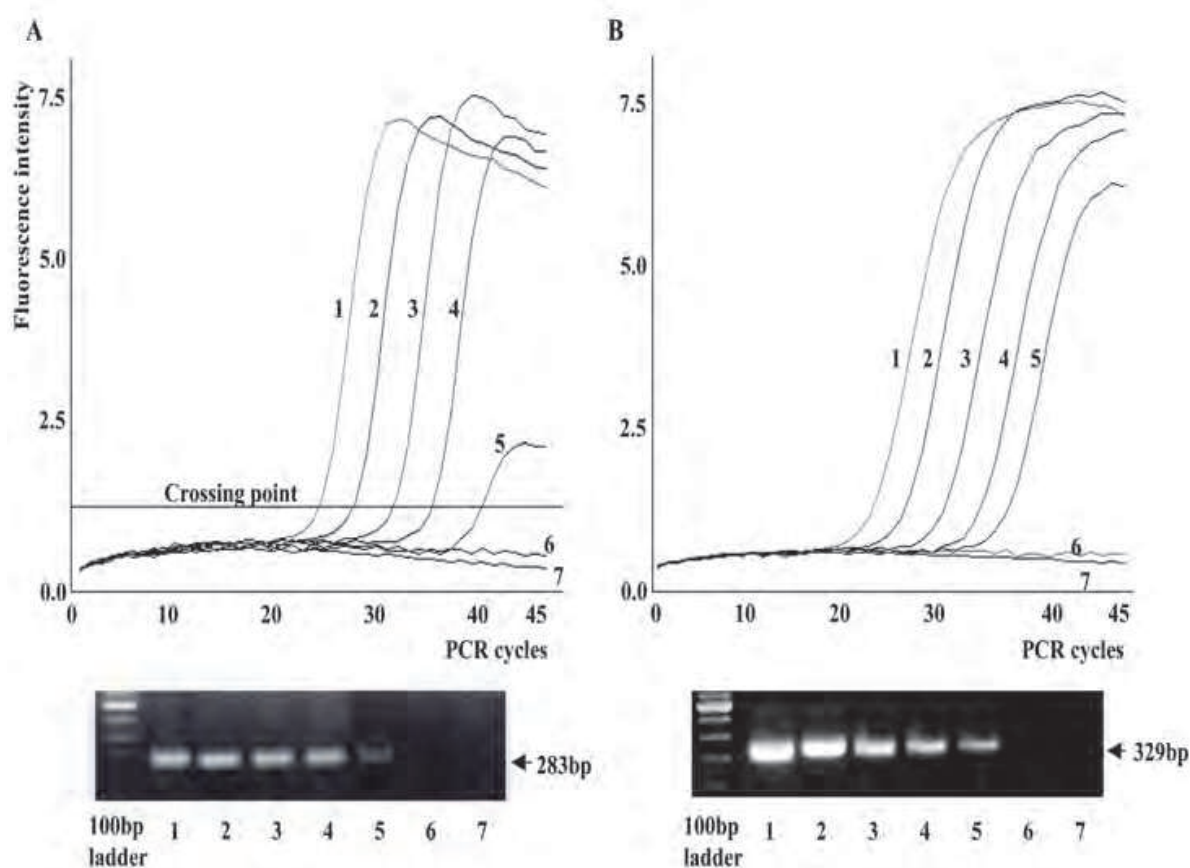 A
Fluorescence intensity
7.5
5.0
2.5
0.0
1 2 3 4
5
Crossing point
6
7
0 10 20 30 40 45
PCR cycles
100bp
ladder
1 2 3 4 5 6 7
283bp
B
7.5
5.0
2.5
0.0
1 2 3 4 5
6
7
0 10 20 30 40 45
PCR cycles
100bp
ladder
1 2 3 4 5 6 7
329bp